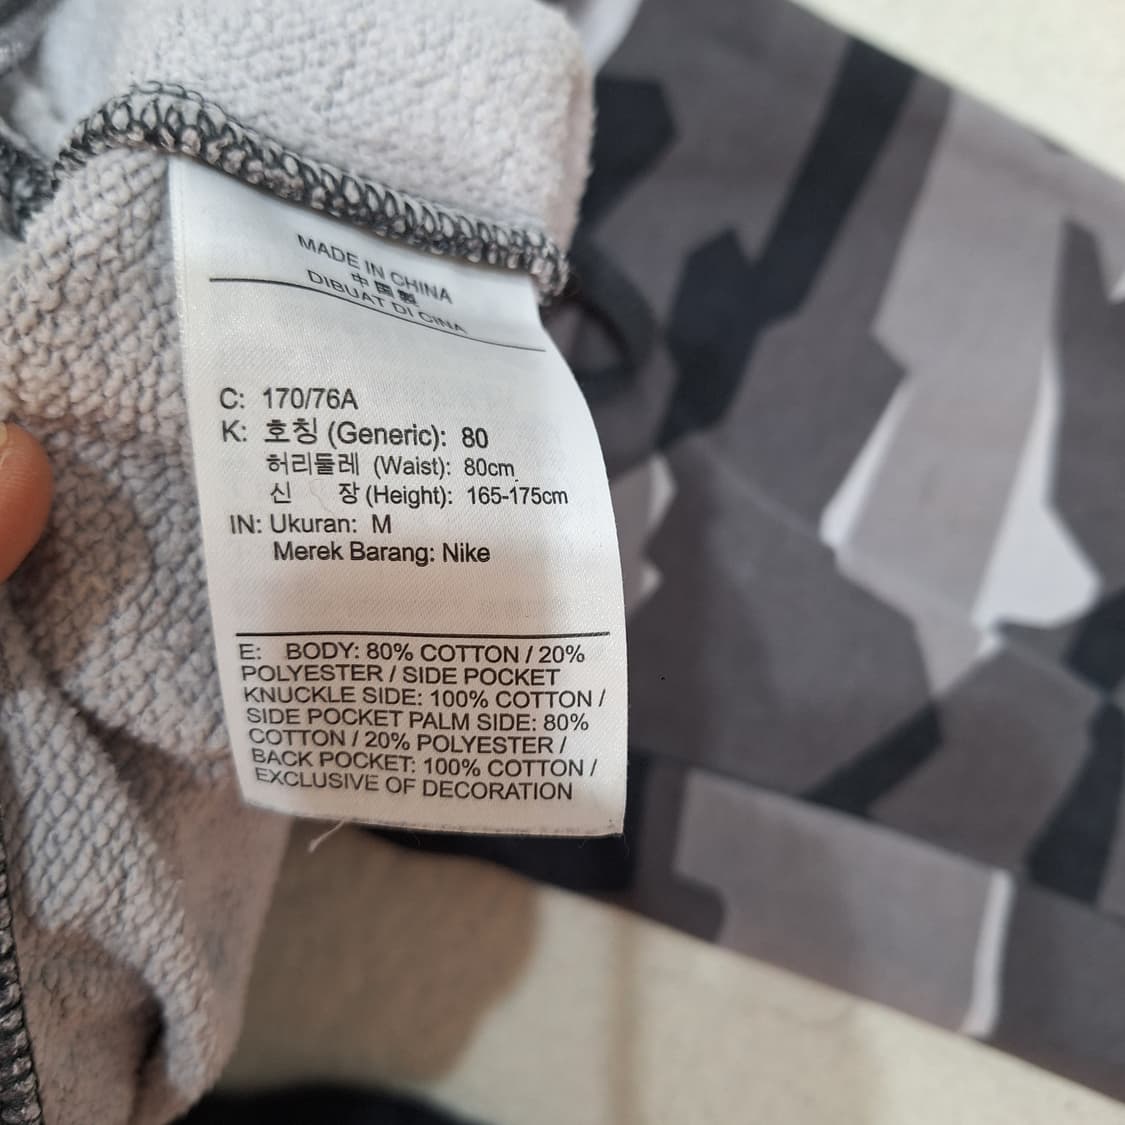 MADE IN CHINA
中国製
DIBUAT DI CINA
C: 170/76A
K: 호칭 (Generic): 80
허리둘레 (Waist): 80cm
신 장 (Height): 165-175cm
IN: Ukuran: M
Merek Barang: Nike
E: BODY: 80% COTTON / 20%
POLYESTER / SIDE POCKET
KNUCKLE SIDE: 100% COTTON /
SIDE POCKET PALM SIDE: 80%
COTTON / 20% POLYESTER /
BACK POCKET: 100% COTTON /
EXCLUSIVE OF DECORATION